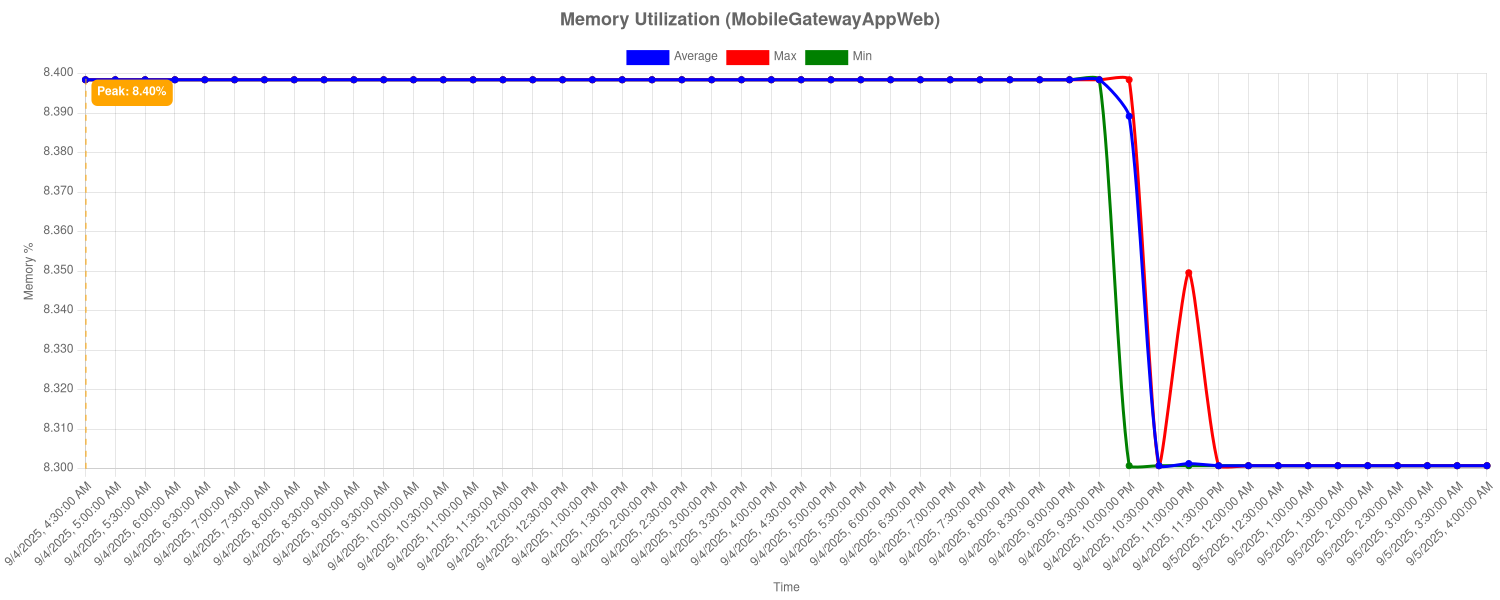 Memory Utilization (MobileGatewayAppWeb)
Average Max Min
8.400
Peak: 8.40%
8.390
8.380
8.370
8.360
8.350
8.340
8.330
8.320
8.310
8.300
Memory %
9/4/2025, 4:30:00 AM
9/4/2025, 5:00:00 AM
9/4/2025, 5:30:00 AM
9/4/2025, 6:00:00 AM
9/4/2025, 6:30:00 AM
9/4/2025, 7:00:00 AM
9/4/2025, 7:30:00 AM
9/4/2025, 8:00:00 AM
9/4/2025, 8:30:00 AM
9/4/2025, 9:00:00 AM
9/4/2025, 9:30:00 AM
9/4/2025, 10:00:00 AM
9/4/2025, 10:30:00 AM
9/4/2025, 11:00:00 AM
9/4/2025, 11:30:00 AM
9/4/2025, 12:00:00 PM
9/4/2025, 12:30:00 PM
9/4/2025, 1:00:00 PM
9/4/2025, 1:30:00 PM
9/4/2025, 2:00:00 PM
9/4/2025, 2:30:00 PM
9/4/2025, 3:00:00 PM
9/4/2025, 3:30:00 PM
9/4/2025, 4:00:00 PM
9/4/2025, 4:30:00 PM
9/4/2025, 5:00:00 PM
9/4/2025, 5:30:00 PM
9/4/2025, 6:00:00 PM
9/4/2025, 6:30:00 PM
9/4/2025, 7:00:00 PM
9/4/2025, 7:30:00 PM
9/4/2025, 8:00:00 PM
9/4/2025, 8:30:00 PM
9/4/2025, 9:00:00 PM
9/4/2025, 9:30:00 PM
9/4/2025, 10:00:00 PM
9/4/2025, 10:30:00 PM
9/4/2025, 11:00:00 PM
9/4/2025, 11:30:00 PM
9/5/2025, 12:00:00 AM
9/5/2025, 12:30:00 AM
9/5/2025, 1:00:00 AM
9/5/2025, 1:30:00 AM
9/5/2025, 2:00:00 AM
9/5/2025, 2:30:00 AM
9/5/2025, 3:00:00 AM
9/5/2025, 3:30:00 AM
9/5/2025, 4:00:00 AM
Time